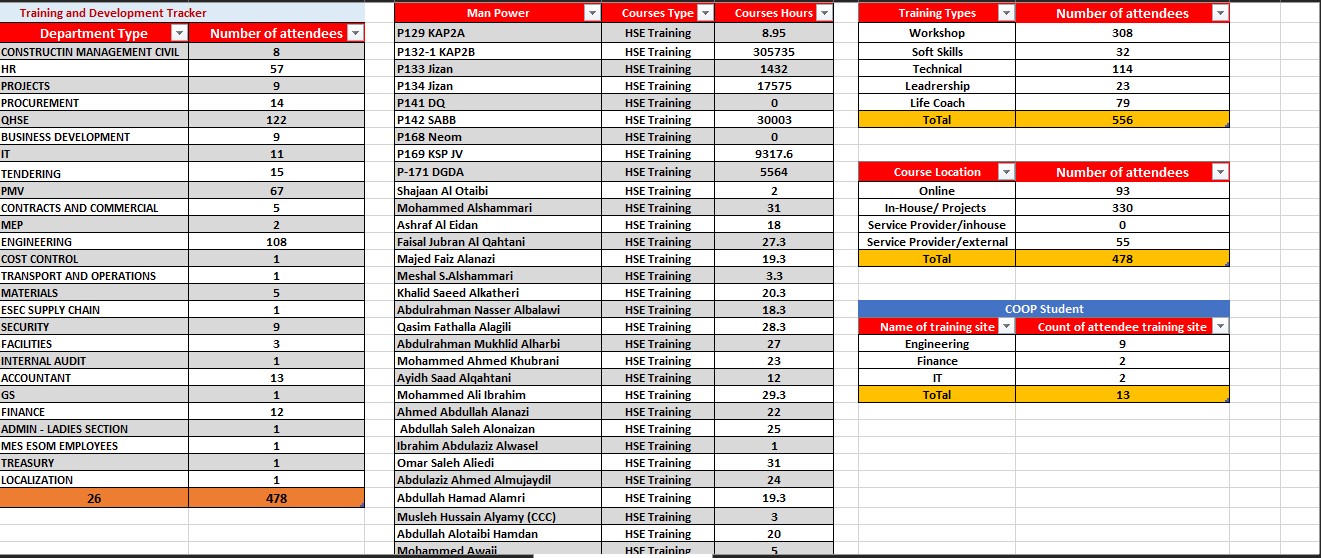 Training and Development Tracker
Department Type Number of attendees
CONSTRUCTIN MANAGEMENT CIVIL 8
HR 57
PROJECTS 9
PROCUREMENT 14
QHSE 122
BUSINESS DEVELOPMENT 9
IT 11
TENDERING 15
PMV 67
CONTRACTS AND COMMERCIAL 5
MEP 2
ENGINEERING 108
COST CONTROL 1
TRANSPORT AND OPERATIONS 1
MATERIALS 5
ESEC SUPPLY CHAIN 1
SECURITY 9
FACILITIES 3
INTERNAL AUDIT 1
ACCOUNTANT 13
GS 1
FINANCE 12
ADMIN - LADIES SECTION 1
MES ESOM EMPLOYEES 1
TREASURY 1
LOCALIZATION 1
26 478
Man Power Courses Type Courses Hours
P129 KAP2A HSE Training 8.95
P132-1 KAP2B HSE Training 305735
P133 Jizan HSE Training 1432
P134 Jizan HSE Training 17575
P141 DQ HSE Training 0
P142 SABB HSE Training 30003
P168 Neom HSE Training 0
P169 KSP JV HSE Training 9317.6
P-171 DGDA HSE Training 5564
Shajaan Al Otaibi HSE Training 2
Mohammed Alshammari HSE Training 31
Ashraf Al Eidan HSE Training 18
Faisal Jubran Al Qahtani HSE Training 27.3
Majed Faiz Alanazi HSE Training 19.3
Meshal S.Alshammari HSE Training 3.3
Khalid Saeed Alkatheri HSE Training 20.3
Abdulrahman Nasser Albalawi HSE Training 18.3
Qasim Fathalla Alagili HSE Training 28.3
Abdulrahman Mukhlid Alharbi HSE Training 27
Mohammed Ahmed Khubrani HSE Training 23
Ayidh Saad Alqahtani HSE Training 12
Mohammed Ali Ibrahim HSE Training 29.3
Ahmed Abdullah Alanazi HSE Training 22
Abdullah Saleh Alonaizan HSE Training 25
Ibrahim Abdulaziz Alwasel HSE Training 1
Omar Saleh Aliedi HSE Training 31
Abdulaziz Ahmed Almujaydil HSE Training 24
Abdullah Hamad Alamri HSE Training 19.3
Musleh Hussain Alyamy (CCC) HSE Training 3
Abdullah Alotaibi Hamdan HSE Training 20
Mohammed Awaji HSE Training 5
Training Types Number of attendees
Workshop 308
Soft Skills 32
Technical 114
Leadrership 23
Life Coach 79
ToTal 556
Course Location Number of attendees
Online 93
In-House/ Projects 330
Service Provider/inhouse 0
Service Provider/external 55
ToTal 478
COOP Student
Name of training site Count of attendee training site
Engineering 9
Finance 2
IT 2
ToTal 13